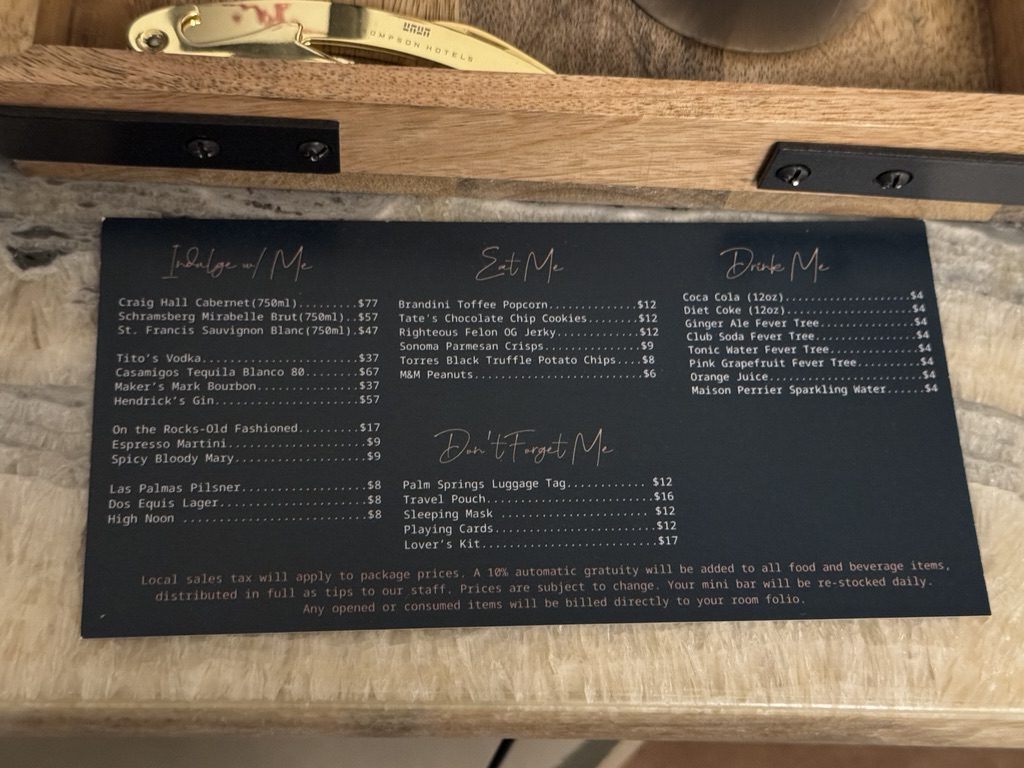 OMPSON HOTELS
Indulge w/ Me
Craig Hall Cabernet(750ml).........$77
Schramsberg Mirabelle Brut(750ml)..$57
St. Francis Sauvignon Blanc(750ml).$47
Tito's Vodka.......................$37
Casamigos Tequila Blanco 80........$67
Maker's Mark Bourbon...............$37
Hendrick's Gin.....................$57
On the Rocks-Old Fashioned.........$17
Espresso Martini...................$9
Spicy Bloody Mary..................$9
Las Palmas Pilsner.................$8
Dos Equis Lager....................$8
High Noon .........................$8
Eat Me
Brandini Toffee Popcorn............$12
Tate's Chocolate Chip Cookies......$12
Righteous Felon OG Jerky...........$12
Sonoma Parmesan Crisps.............$9
Torres Black Truffle Potato Chips....$8
M&M Peanuts........................$6
Don't Forget Me
Palm Springs Luggage Tag.......... $12
Travel Pouch.......................$16
Sleeping Mask .................... $12
Playing Cards......................$12
Lover's Kit........................$17
Drink Me
Coca Cola (12oz).................$4
Diet Coke (12oz).................$4
Ginger Ale Fever Tree............$4
Club Soda Fever Tree.............$4
Tonic Water Fever Tree...........$4
Pink Grapefruit Fever Tree.......$4
Orange Juice.....................$4
Maison Perrier Sparkling Water.....$4
Local sales tax will apply to package prices. A 10% automatic gratuity will be added to all food and beverage items,
distributed in full as tips to our staff. Prices are subject to change. Your mini bar will be re-stocked daily.
Any opened or consumed items will be billed directly to your room folio.